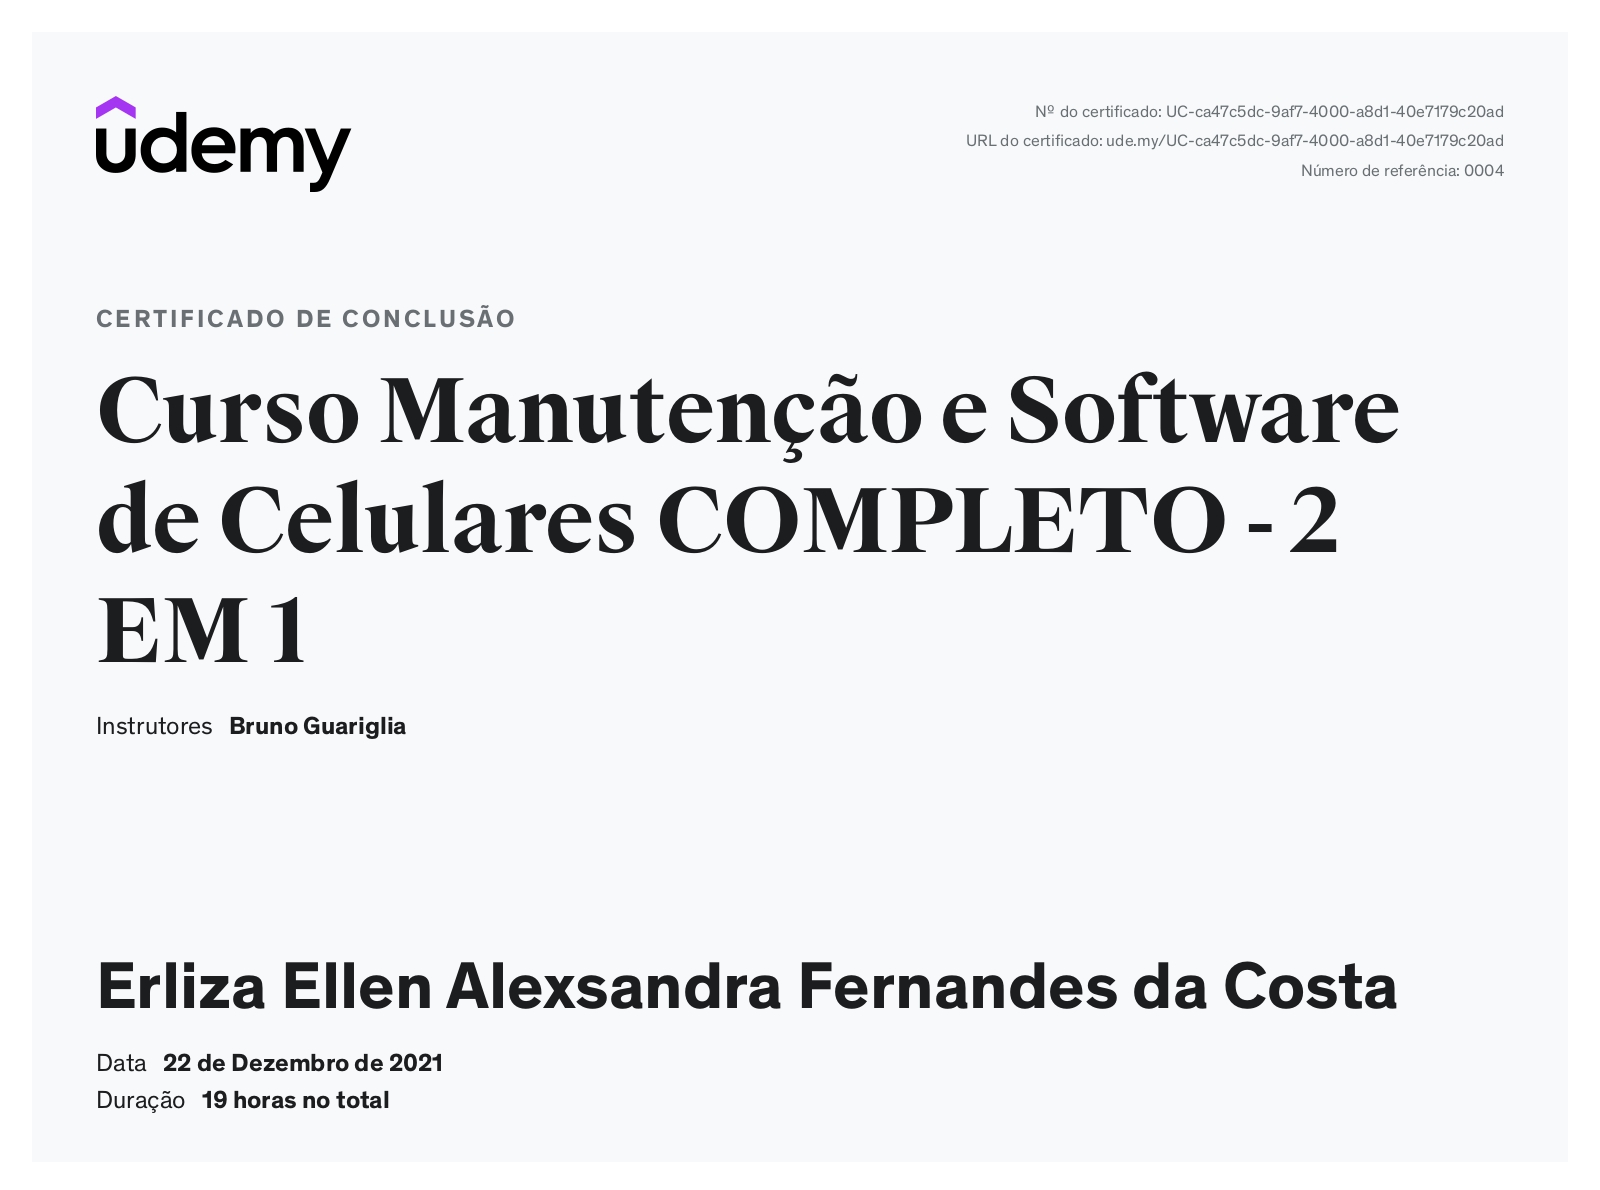 udemy
Nº do certificado: UC-ca47c5dc-9af7-4000-a8d1-40e7179c20ad
URL do certificado: ude.my/UC-ca47c5dc-9af7-4000-a8d1-40e7179c20ad
Número de referência: 0004
CERTIFICADO DE CONCLUSÃO
Curso Manutenção e Software
de Celulares COMPLETO - 2
EM 1
Instrutores Bruno Guariglia
Erliza Ellen Alexsandra Fernandes da Costa
Data 22 de Dezembro de 2021
Duração 19 horas no total